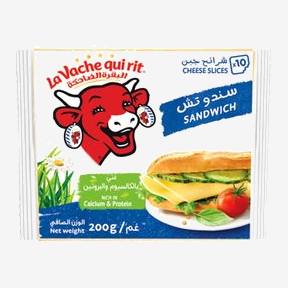 La Vache qui rit®
البقرة الضاحكة
10x
شرائح جبن
CHEESE SLICES
سندوتش
SANDWICH
غني
بالكالسيوم والبروتين
RICH IN
Calcium & Protein
الوزن الصافي
Net weight
200g / غم